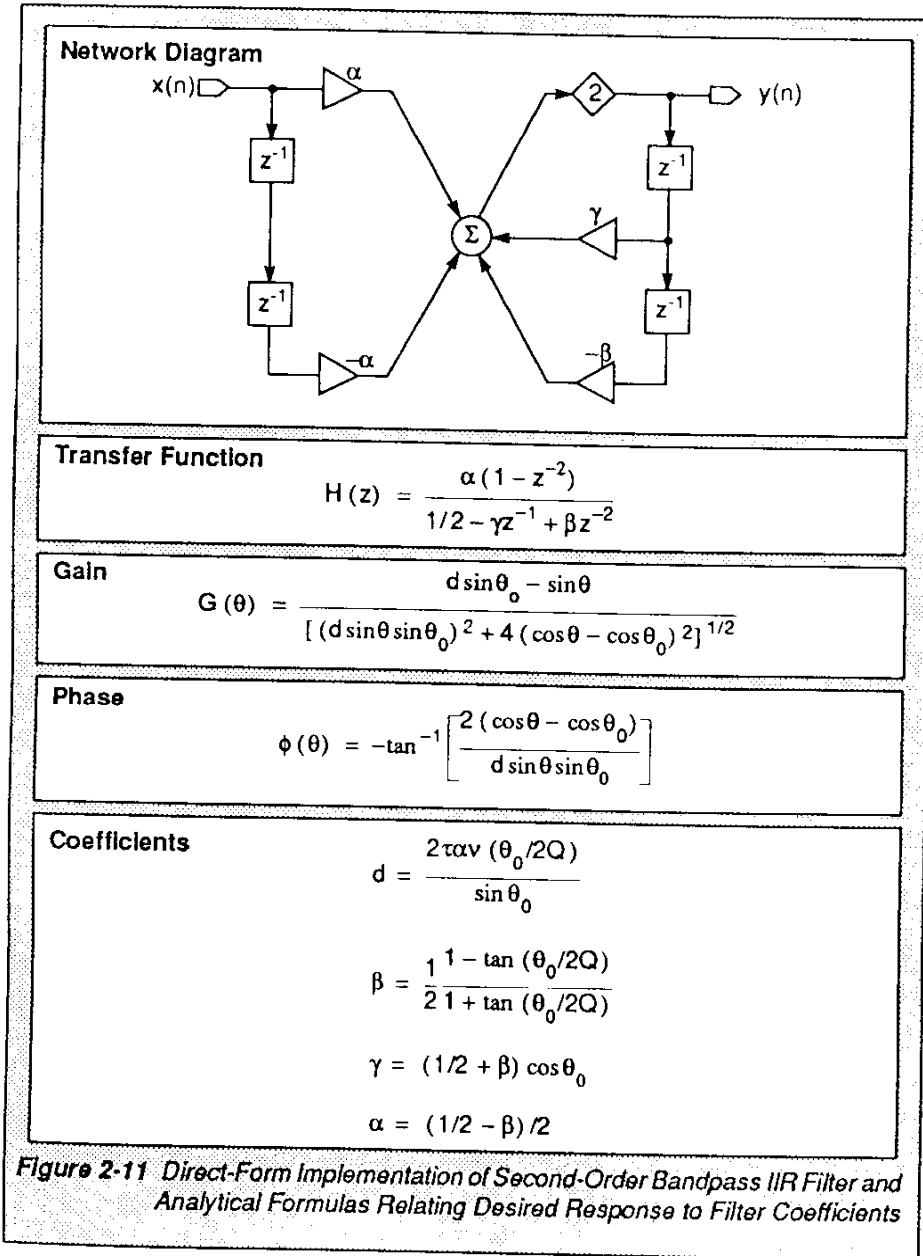 Network Diagram
x(n) α 2 y(n)
z⁻¹ z⁻¹
γ
Σ
z⁻¹ z⁻¹
-α -β
Transfer Function
H(z) = α(1 - z⁻²) / (1/2 - γz⁻¹ + βz⁻²)
Gain
G(θ) = (d sinθ₀ - sinθ) / [(d sinθ sinθ₀)² + 4(cosθ - cosθ₀)²]^1/2
Phase
φ(θ) = -tan⁻¹[2(cosθ - cosθ₀) / (d sinθ sinθ₀)]
Coefficients
d = 2ταν(θ₀/2Q) / sinθ₀
β = 1/2 (1 - tan(θ₀/2Q)) / (1 + tan(θ₀/2Q))
γ = (1/2 + β) cosθ₀
α = (1/2 - β)/2
Figure 2-11 Direct-Form Implementation of Second-Order Bandpass IIR Filter and
Analytical Formulas Relating Desired Response to Filter Coefficients